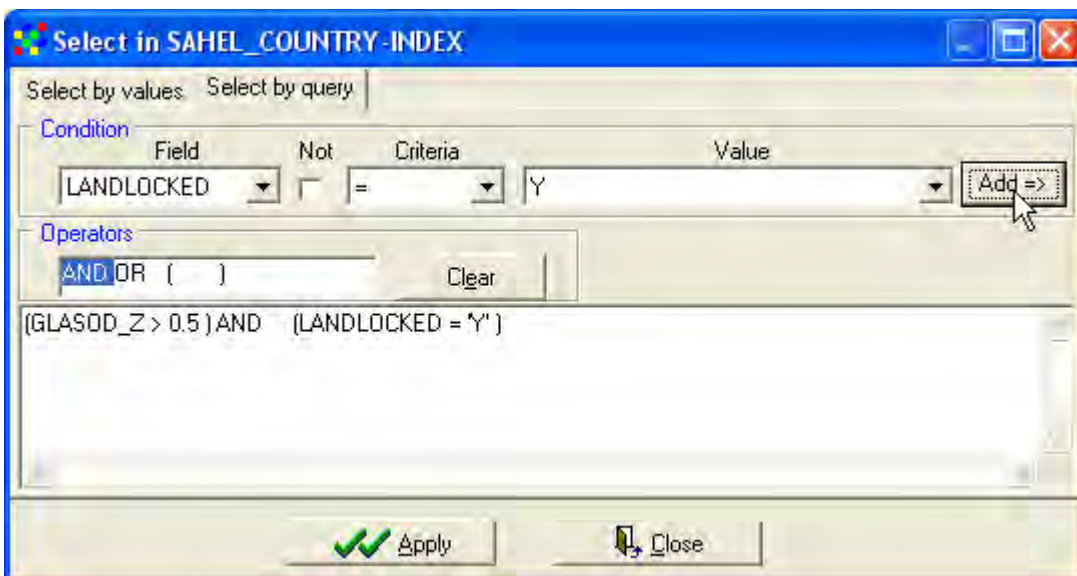 Select in SAHEL_COUNTRY-INDEX
Select by values Select by query
Condition
Field Not Criteria Value
LANDLOCKED = Y Add =>
Operators
AND OR ( ) Clear
(GLASOD_Z > 0.5 ) AND (LANDLOCKED = 'Y' )
Apply Close